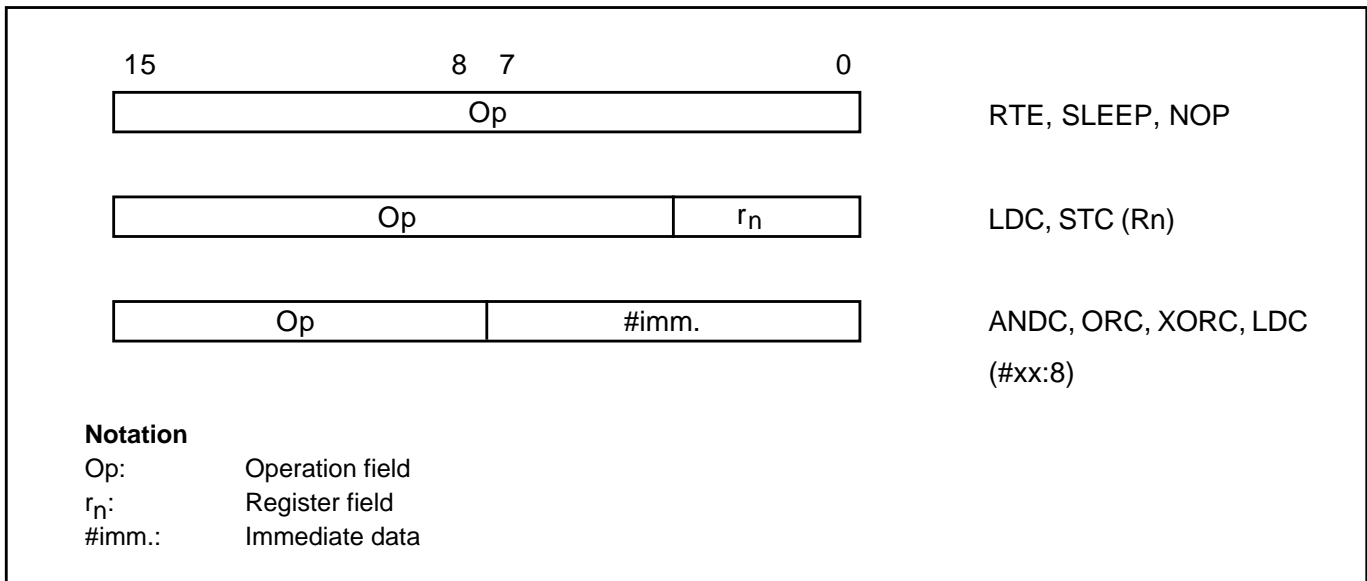 15 8 7 0
Op RTE, SLEEP, NOP
Op rn LDC, STC (Rn)
Op #imm. ANDC, ORC, XORC, LDC
(#xx:8)
Notation
Op: Operation field
rn: Register field
#imm.: Immediate data